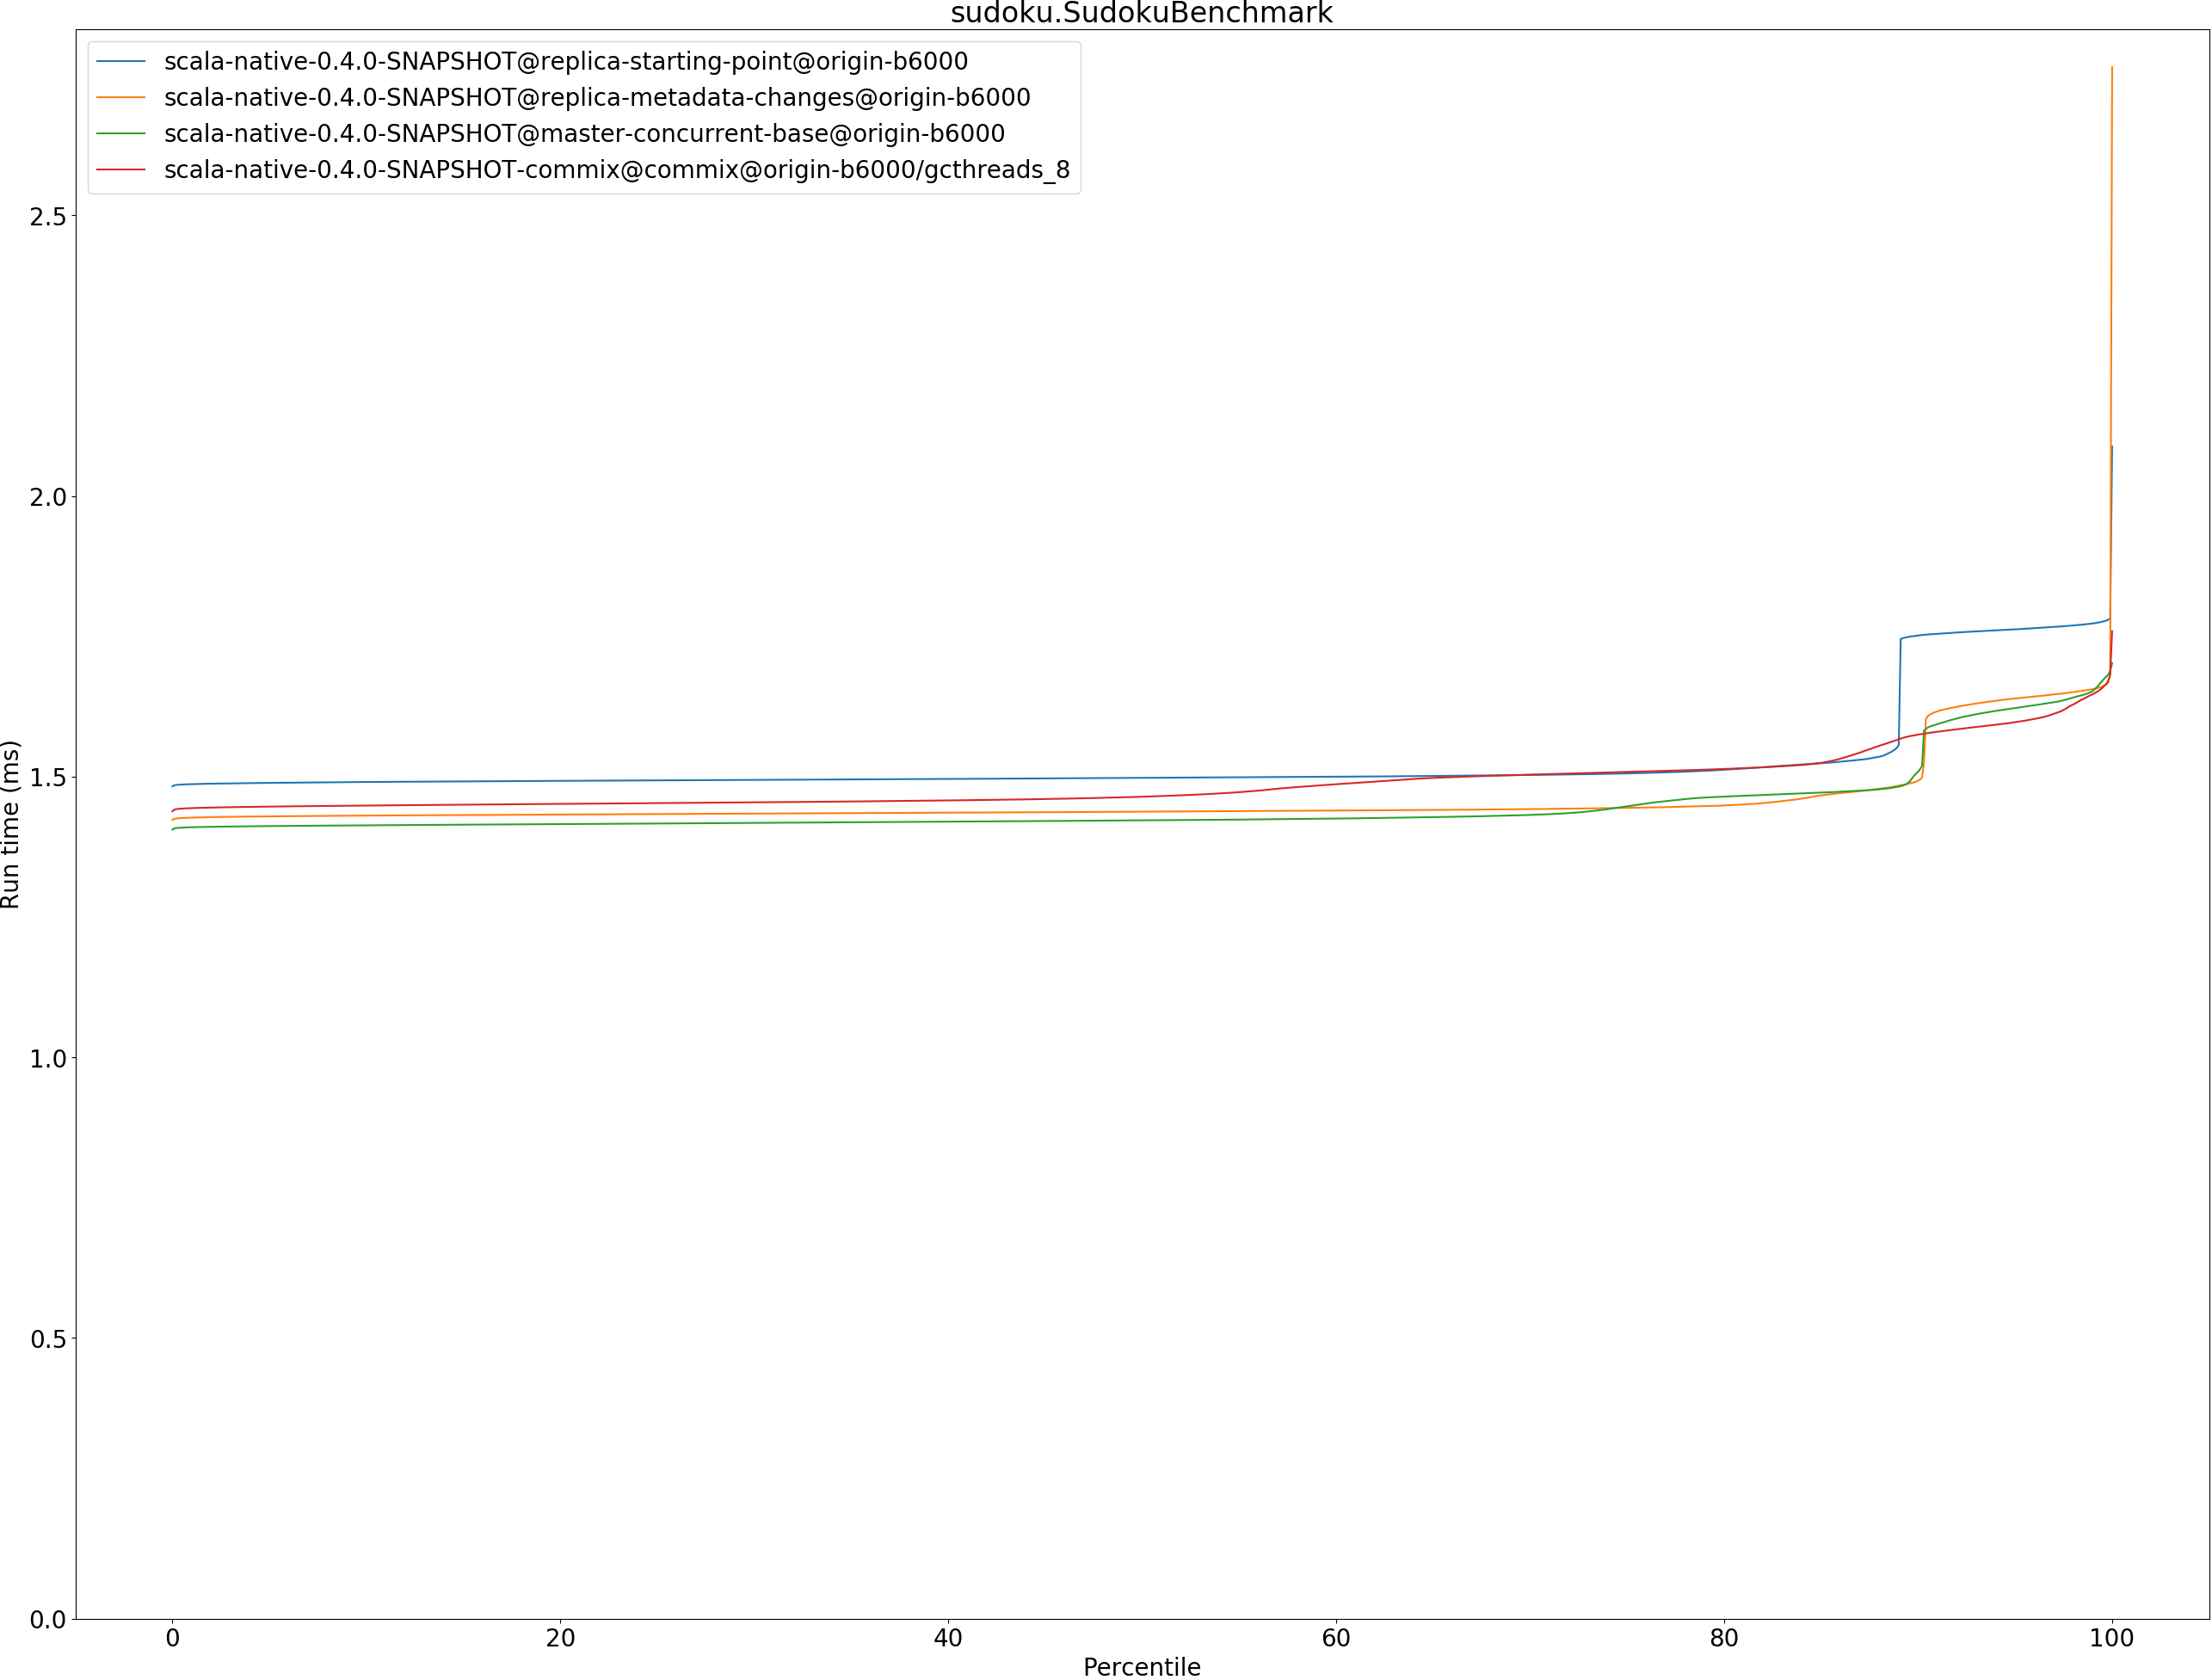 sudoku.SudokuBenchmark
scala-native-0.4.0-SNAPSHOT@replica-starting-point@origin-b6000
scala-native-0.4.0-SNAPSHOT@replica-metadata-changes@origin-b6000
scala-native-0.4.0-SNAPSHOT@master-concurrent-base@origin-b6000
scala-native-0.4.0-SNAPSHOT-commix@commix@origin-b6000/gcthreads_8
2.5
2.0
1.5
1.0
0.5
0.0
Run time (ms)
0 20 40 60 80 100
Percentile